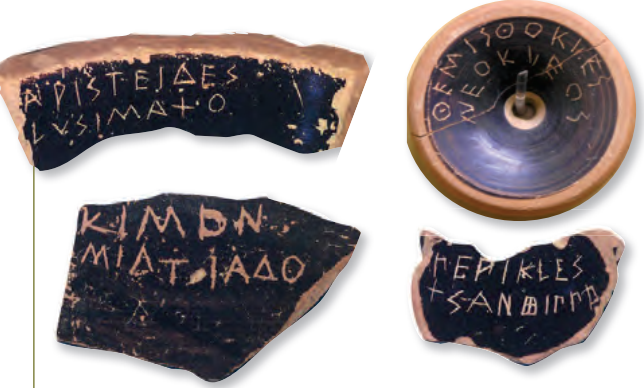 ΑΡΙΣΤΕΙΔΕΣ
ΛΥΣΙΜΑΧΟ
ΘΕΜΙΣΘΟΚΛΕΣ
ΝΕΟΚΛΕΟΣ
ΚΙΜΟΝ
ΜΙΛΤΙΑΔΟ
ΠΕΡΙΚΛΕΣ
ΧΣΑΝΘΙΠΠΟ